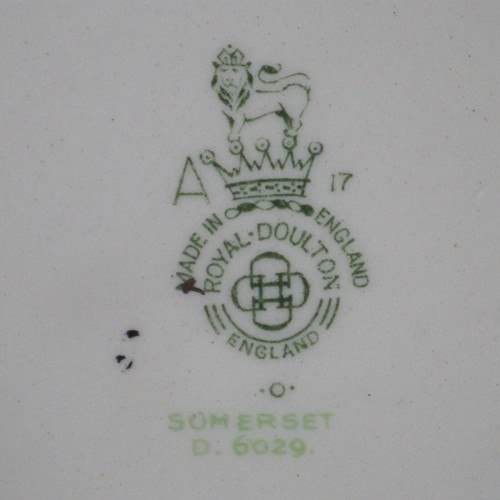 A 17
MADE IN ENGLAND
ROYAL-DOULTON
ENGLAND
SOMERSET
D. 6029.